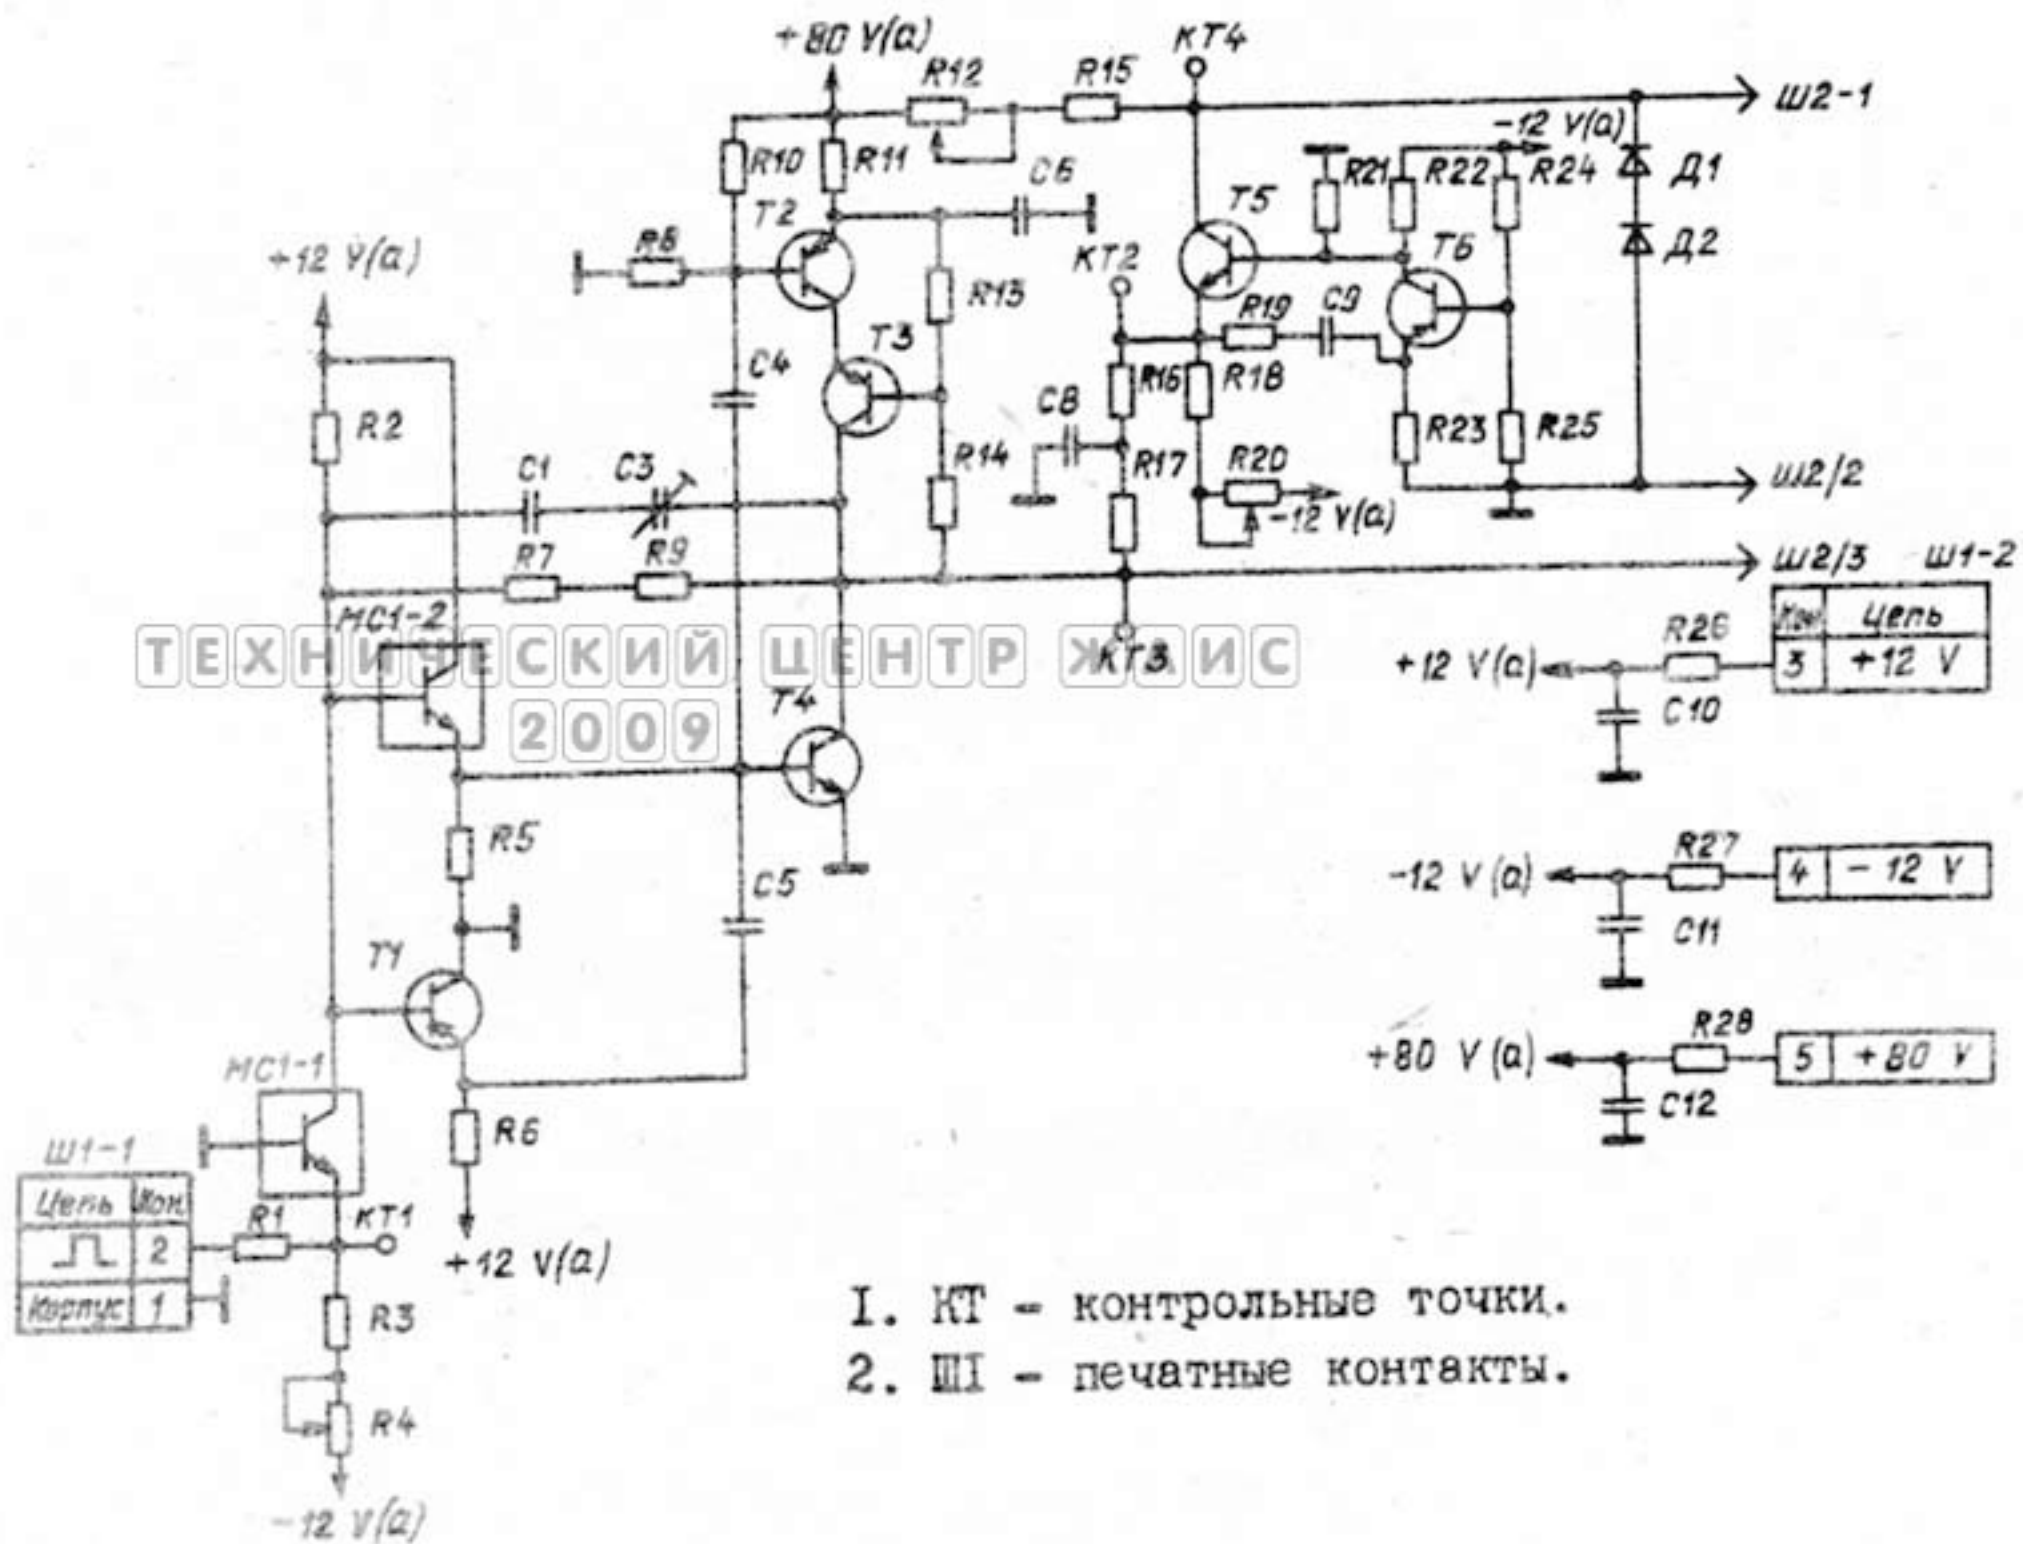 +80 V(a)
R12
R15
КТ4
Ш2-1
-12 V(a)
R10
R11
C6
R21
R22
R24
Д1
T2
T5
+12 V(a)
R8
КТ2
T6
Д2
R13
R19
C9
T3
C4
R16
R18
R2
C8
R23
R25
C1
C3
R14
R17
R20
Ш2/2
-12 V(a)
R7
R9
Ш2/3
Ш1-2
МС1-2
Кон Цепь
R26
ТЕХНИЧЕСКИЙ ЦЕНТР ЖАИС
КТ3
+12 V(a)
3 +12 V
2009
T4
C10
R5
R27
-12 V(a)
4 -12 V
C5
C11
T1
R28
МС1-1
+80 V(a)
5 +80 V
C12
R6
Ш1-1
Цепь Кон
R1
КТ1
2
+12 V(a)
Корпус 1
R3
I. КТ - контрольные точки.
2. ШI - печатные контакты.
R4
-12 V(a)